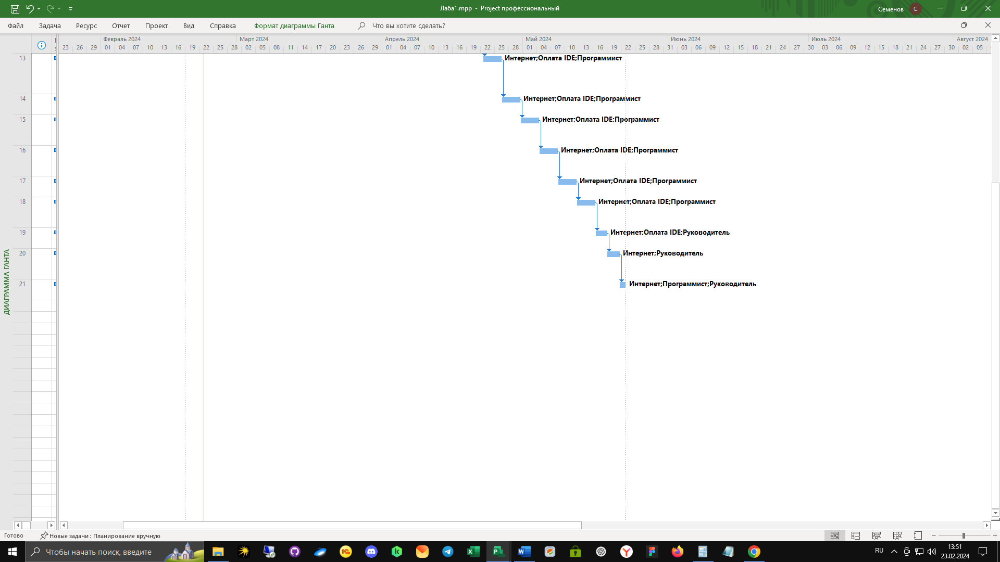 Лаба1.mpp - Project профессиональный
Семенов С
Файл Задача Ресурс Отчет Проект Вид Справка Формат диаграммы Ганта Что вы хотите сделать?
Февраль 2024 Март 2024 Апрель 2024 Май 2024 Июнь 2024 Июль 2024 Август 2024
23 26 29 01 04 07 10 13 16 19 22 25 28 02 05 08 11 14 17 20 23 26 29 01 04 07 10 13 16 19 22 25 28 01 04 07 10 13 16 19 22 25 28 31 03 06 09 12 15 18 21 24 27 30 03 06 09 12 15 18 21 24 27 30 02 05
13 Интернет;Оплата IDE;Программист
14 Интернет;Оплата IDE;Программист
15 Интернет;Оплата IDE;Программист
16 Интернет;Оплата IDE;Программист
17 Интернет;Оплата IDE;Программист
18 Интернет;Оплата IDE;Программист
19 Интернет;Оплата IDE;Руководитель
20 Интернет;Руководитель
21 Интернет;Программист;Руководитель
ДИАГРАММА ГАНТА
Готово Новые задачи : Планирование вручную
Чтобы начать поиск, введите
RU
13:51
23.02.2024